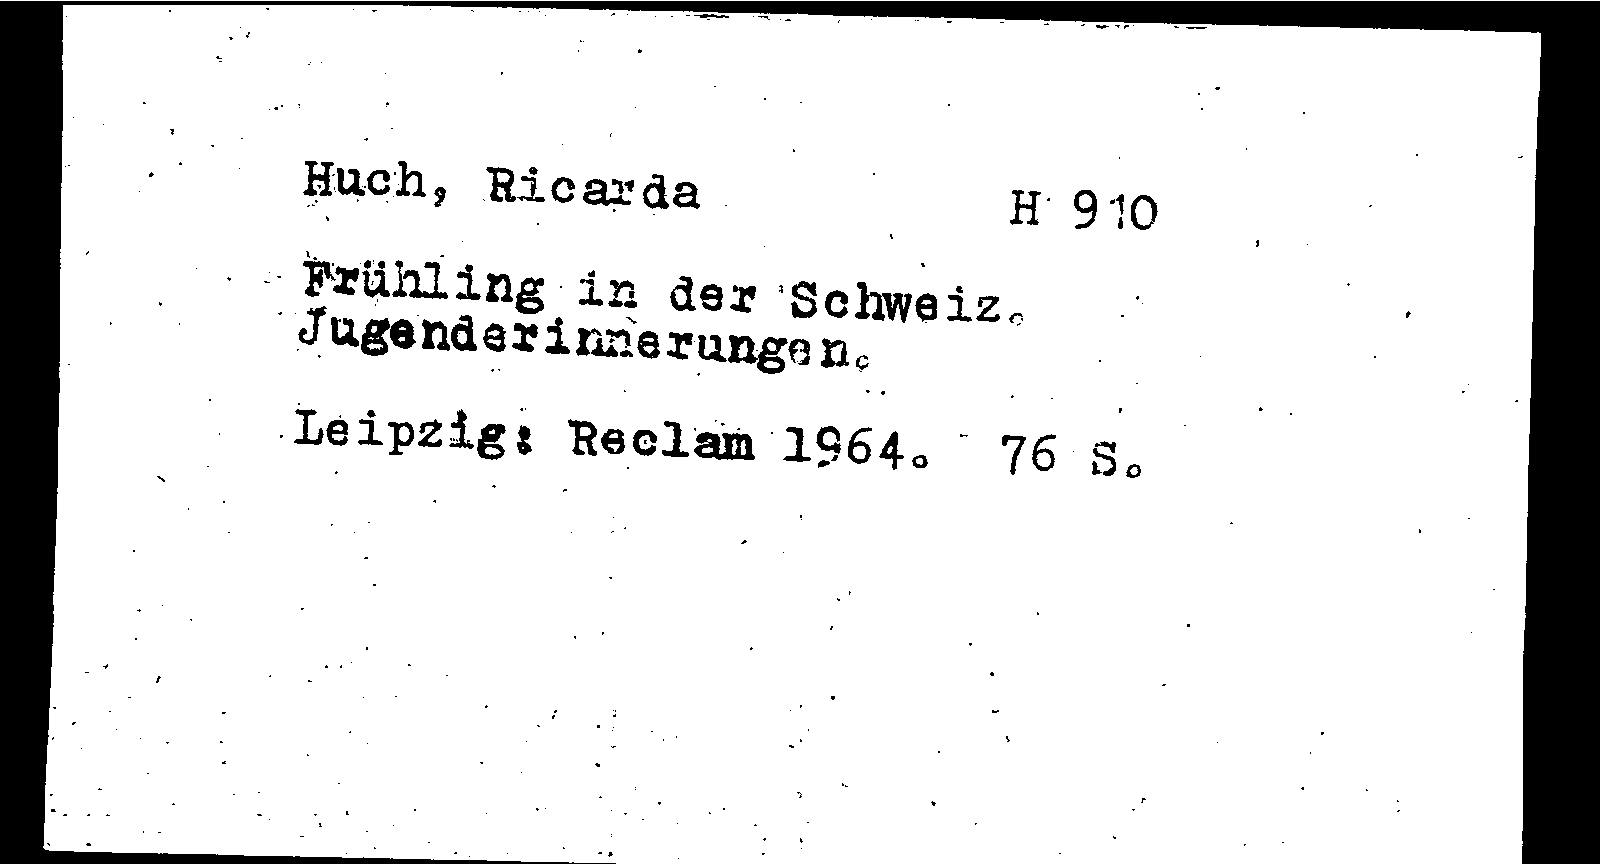 Huch, Ricarda H 910
Frühling in der Schweiz.
Jugenderinnerungen.
Leipzig: Reclam 1964. 76 S.